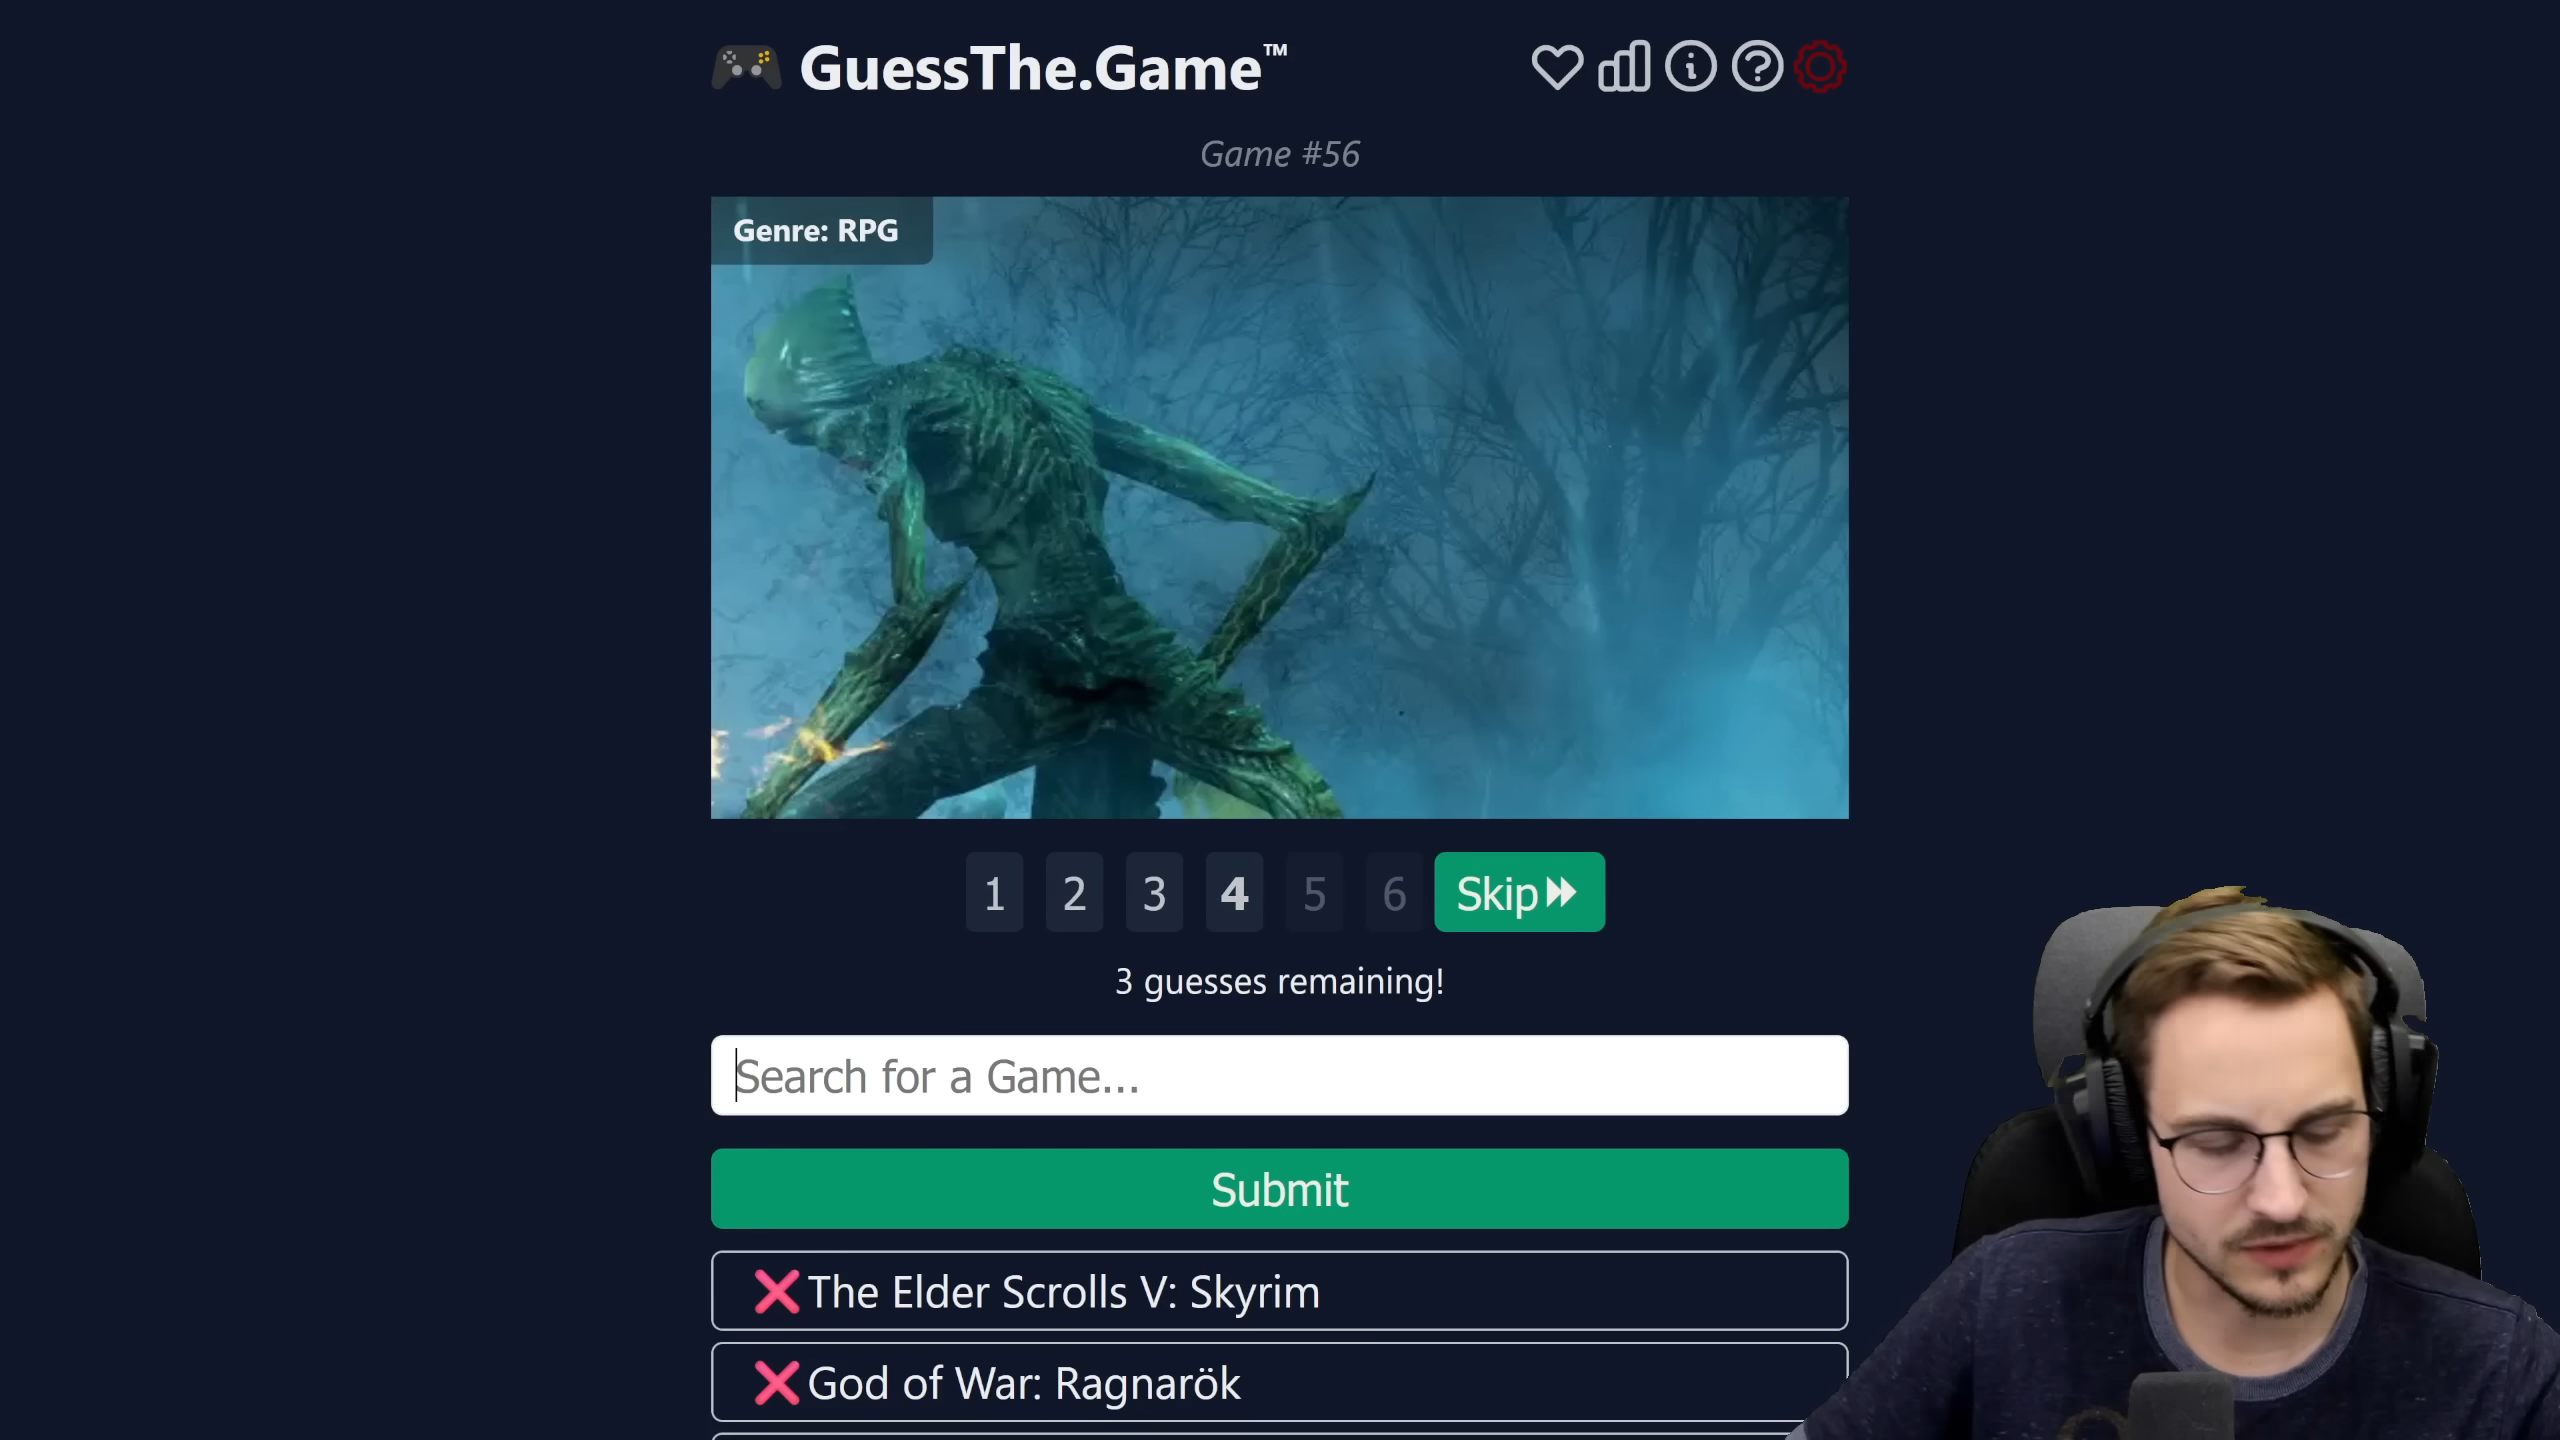 GuessThe.Game™
Game #56
Genre: RPG
1 2 3 4 5 6 Skip
3 guesses remaining!
Search for a Game...
Submit
The Elder Scrolls V: Skyrim
God of War: Ragnarök